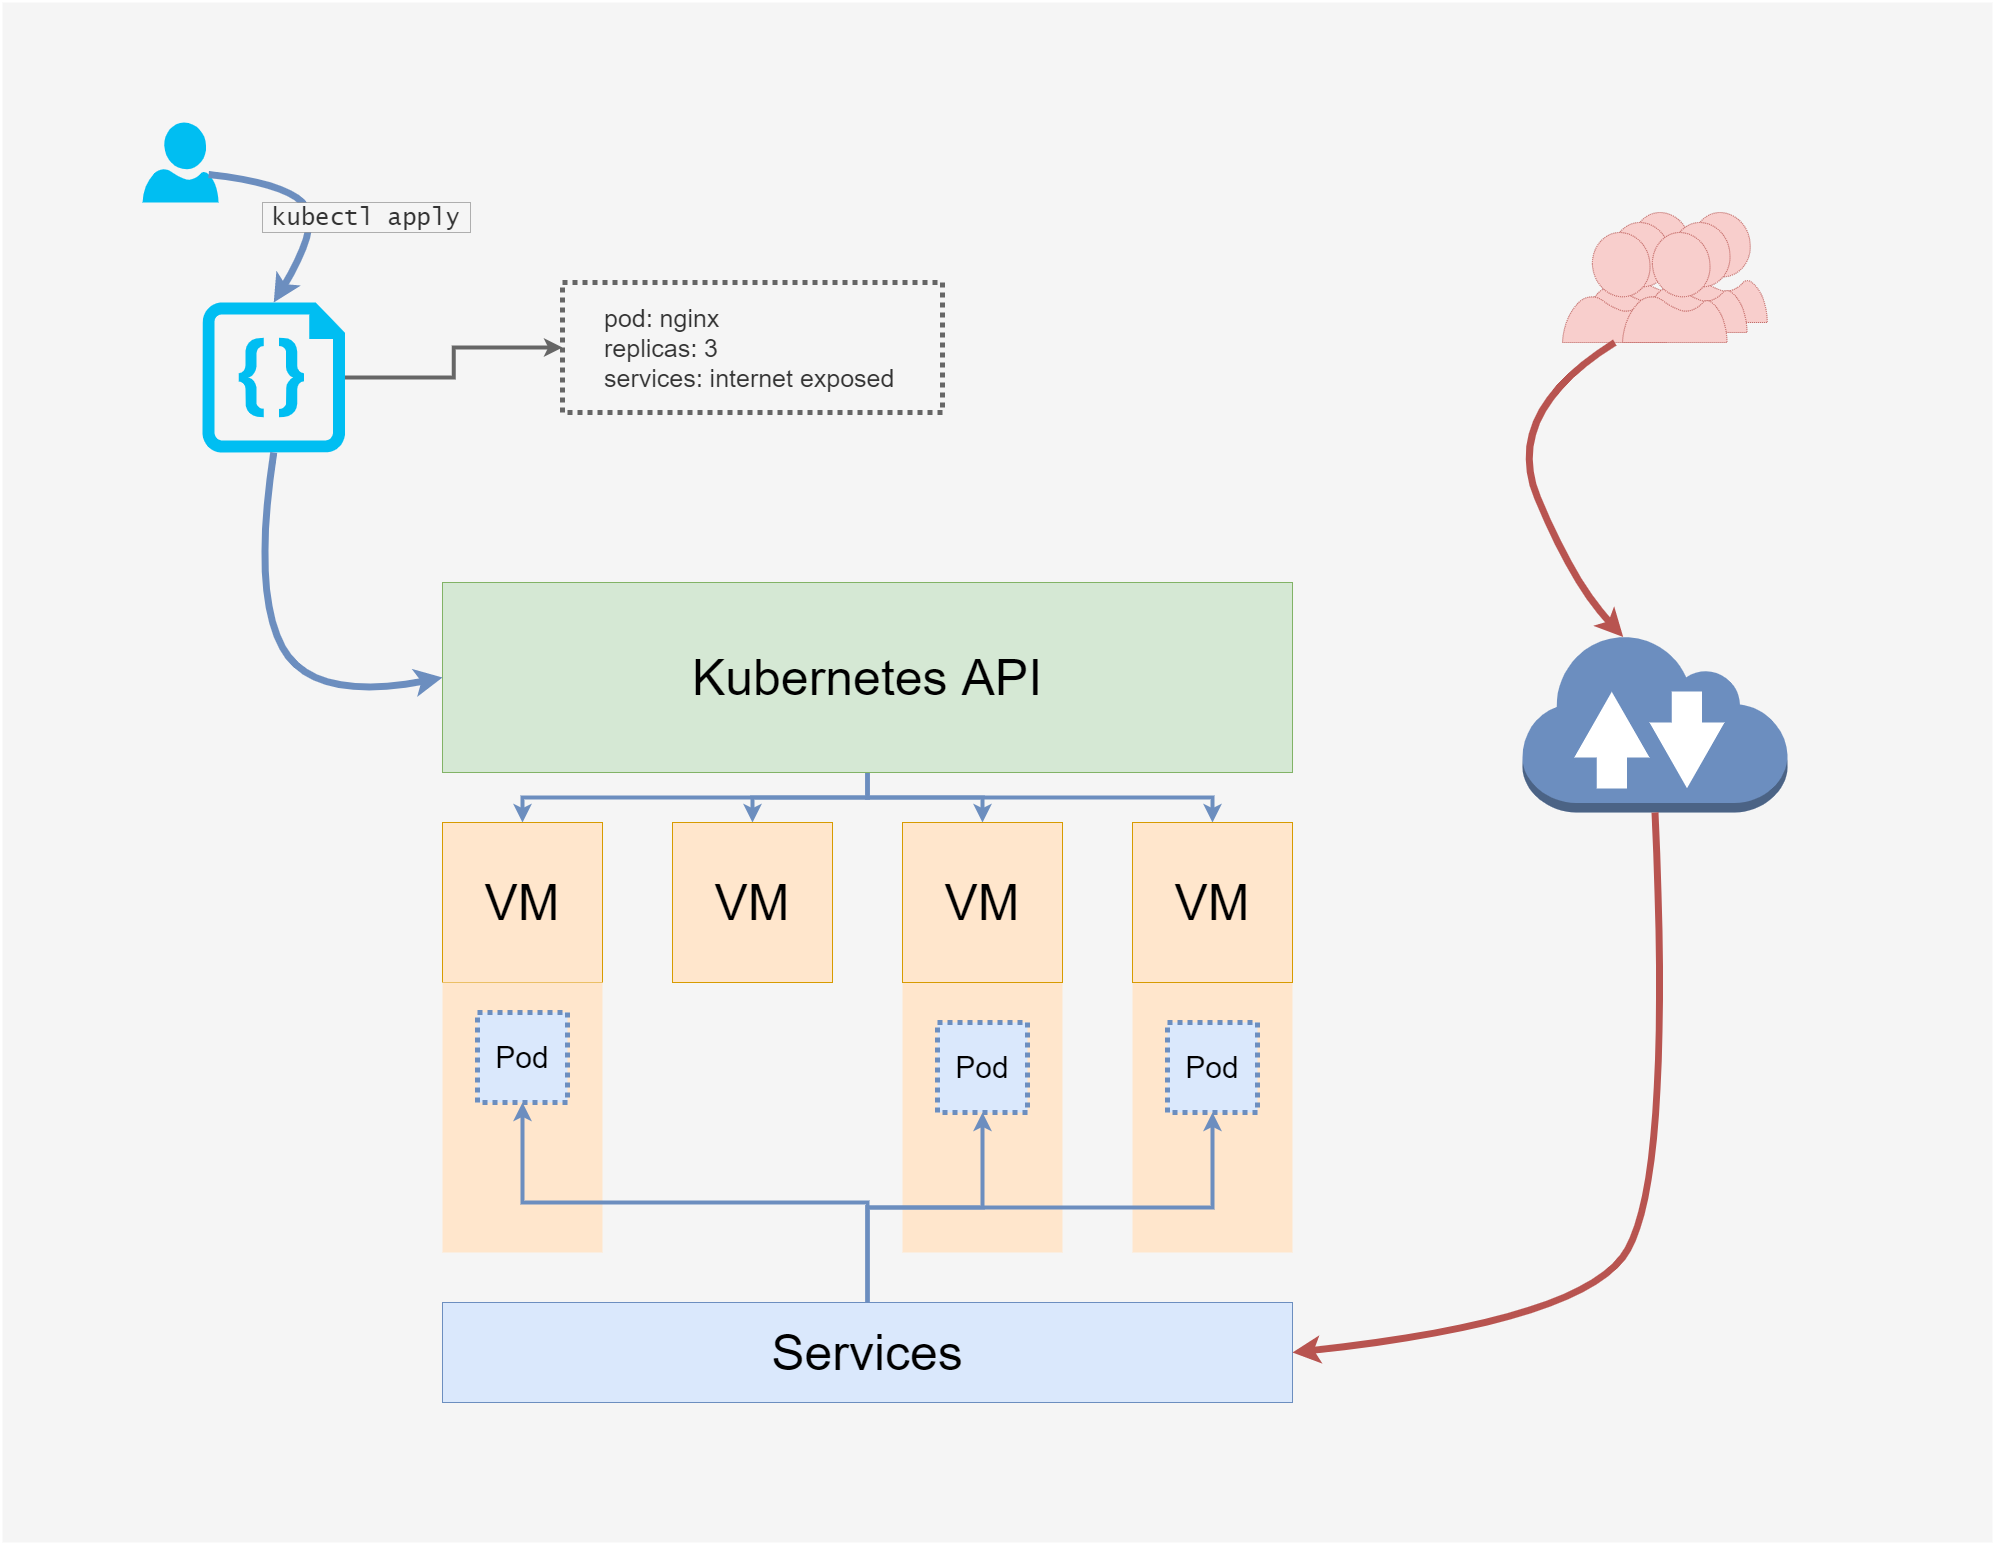 kubectl apply
{ }
pod: nginx
replicas: 3
services: internet exposed
Kubernetes API
VM
VM
VM
VM
Pod
Pod
Pod
Services